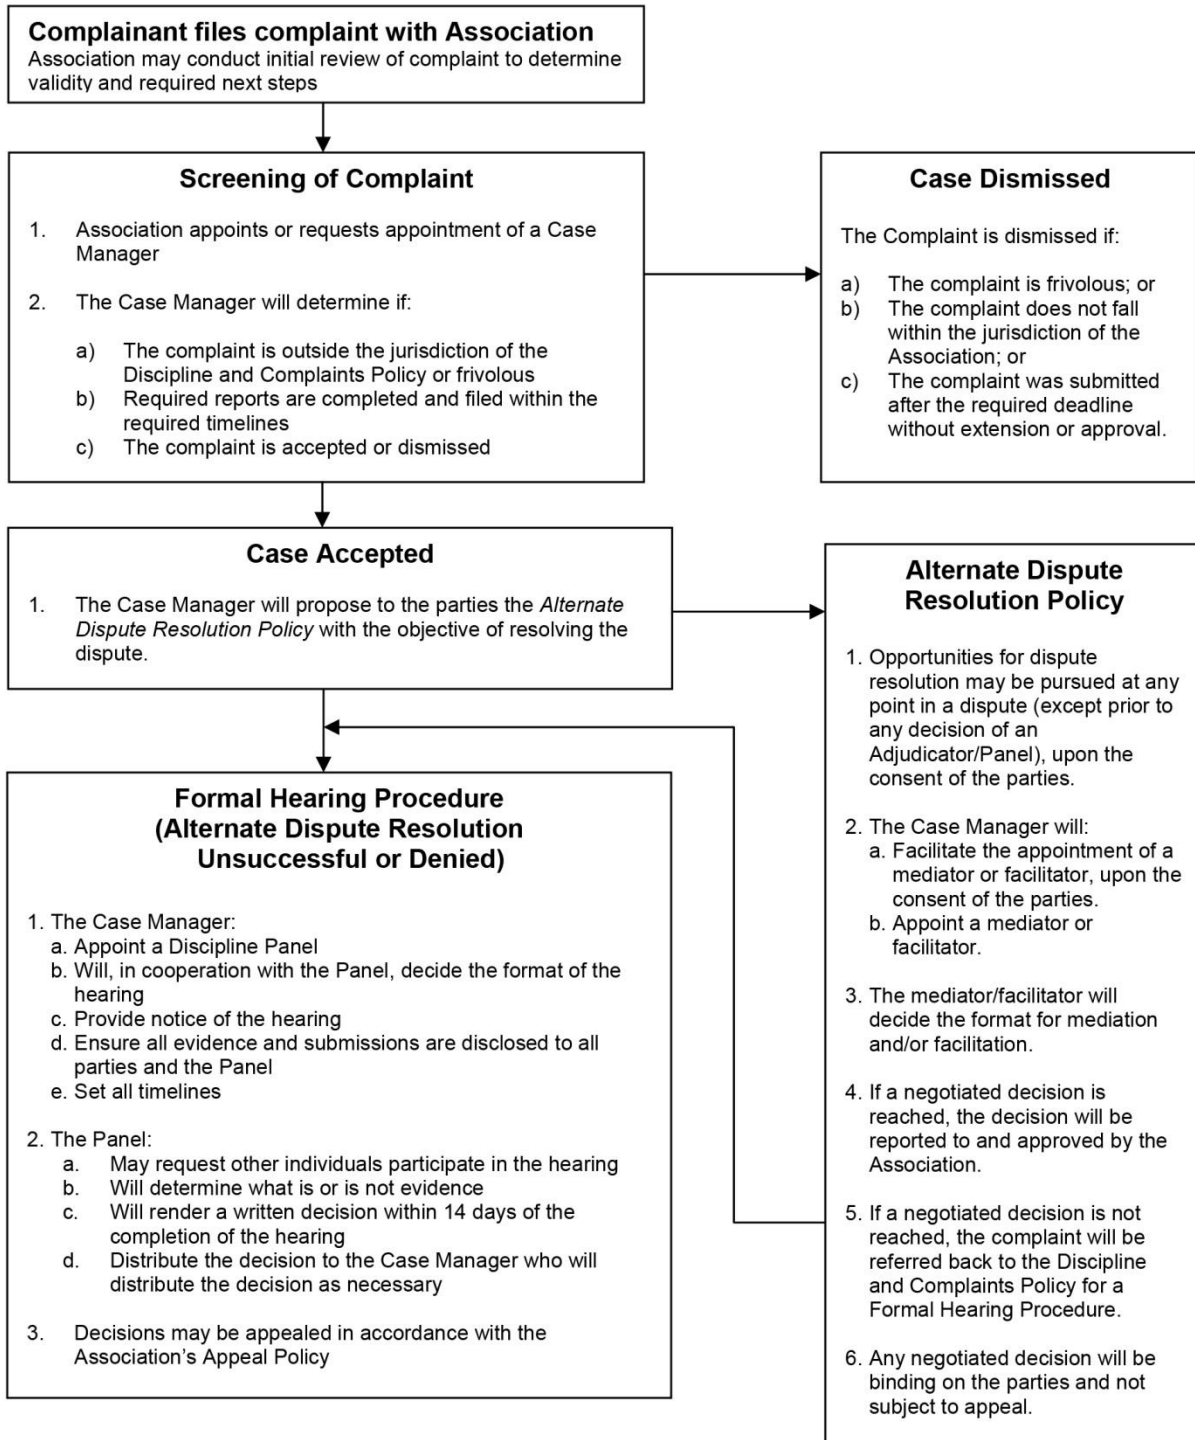 Complainant files complaint with Association
Association may conduct initial review of complaint to determine
validity and required next steps
Screening of Complaint
1. Association appoints or requests appointment of a Case
Manager
2. The Case Manager will determine if:
a) The complaint is outside the jurisdiction of the
Discipline and Complaints Policy or frivolous
b) Required reports are completed and filed within the
required timelines
c) The complaint is accepted or dismissed
Case Dismissed
The Complaint is dismissed if:
a) The complaint is frivolous; or
b) The complaint does not fall
within the jurisdiction of the
Association; or
c) The complaint was submitted
after the required deadline
without extension or approval.
Case Accepted
1. The Case Manager will propose to the parties the Alternate
Dispute Resolution Policy with the objective of resolving the
dispute.
Alternate Dispute
Resolution Policy
1. Opportunities for dispute
resolution may be pursued at any
point in a dispute (except prior to
any decision of an
Adjudicator/Panel), upon the
consent of the parties.
2. The Case Manager will:
a. Facilitate the appointment of a
mediator or facilitator, upon the
consent of the parties.
b. Appoint a mediator or
facilitator.
3. The mediator/facilitator will
decide the format for mediation
and/or facilitation.
4. If a negotiated decision is
reached, the decision will be
reported to and approved by the
Association.
5. If a negotiated decision is not
reached, the complaint will be
referred back to the Discipline
and Complaints Policy for a
Formal Hearing Procedure.
6. Any negotiated decision will be
binding on the parties and not
subject to appeal.
Formal Hearing Procedure
(Alternate Dispute Resolution
Unsuccessful or Denied)
1. The Case Manager:
a. Appoint a Discipline Panel
b. Will, in cooperation with the Panel, decide the format of the
hearing
c. Provide notice of the hearing
d. Ensure all evidence and submissions are disclosed to all
parties and the Panel
e. Set all timelines
2. The Panel:
a. May request other individuals participate in the hearing
b. Will determine what is or is not evidence
c. Will render a written decision within 14 days of the
completion of the hearing
d. Distribute the decision to the Case Manager who will
distribute the decision as necessary
3. Decisions may be appealed in accordance with the
Association's Appeal Policy